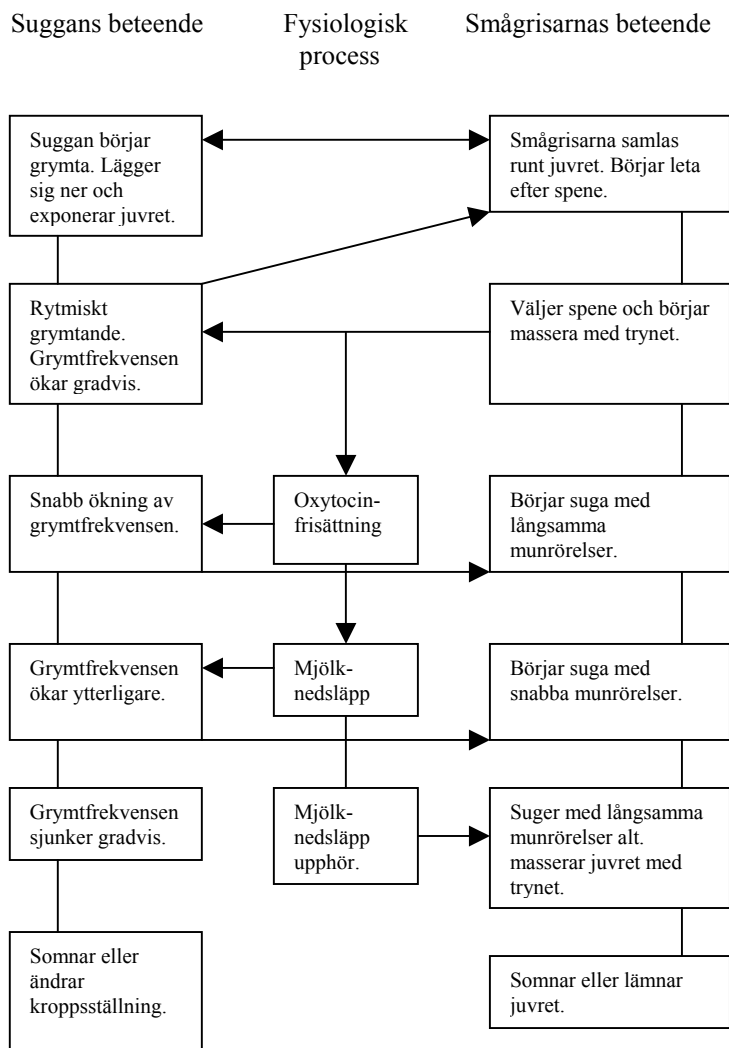 Suggans beteende
Fysiologisk
process
Smågrisarnas beteende
Suggan börjar
grymta. Lägger
sig ner och
exponerar juvret.
Smågrisarna samlas
runt juvret. Börjar leta
efter spene.
Rytmiskt
grymtande.
Grymtfrekvensen
ökar gradvis.
Väljer spene och börjar
massera med trynet.
Snabb ökning av
grymtfrekvensen.
Oxytocin-
frisättning
Börjar suga med
långsamma
munrörelser.
Grymtfrekvensen
ökar ytterligare.
Mjölk-
nedsläpp
Börjar suga med
snabba munrörelser.
Grymtfrekvensen
sjunker gradvis.
Mjölk-
nedsläpp
upphör.
Suger med långsamma
munrörelser alt.
masserar juvret med
trynet.
Somnar eller
ändrar
kroppsställning.
Somnar eller lämnar
juvret.